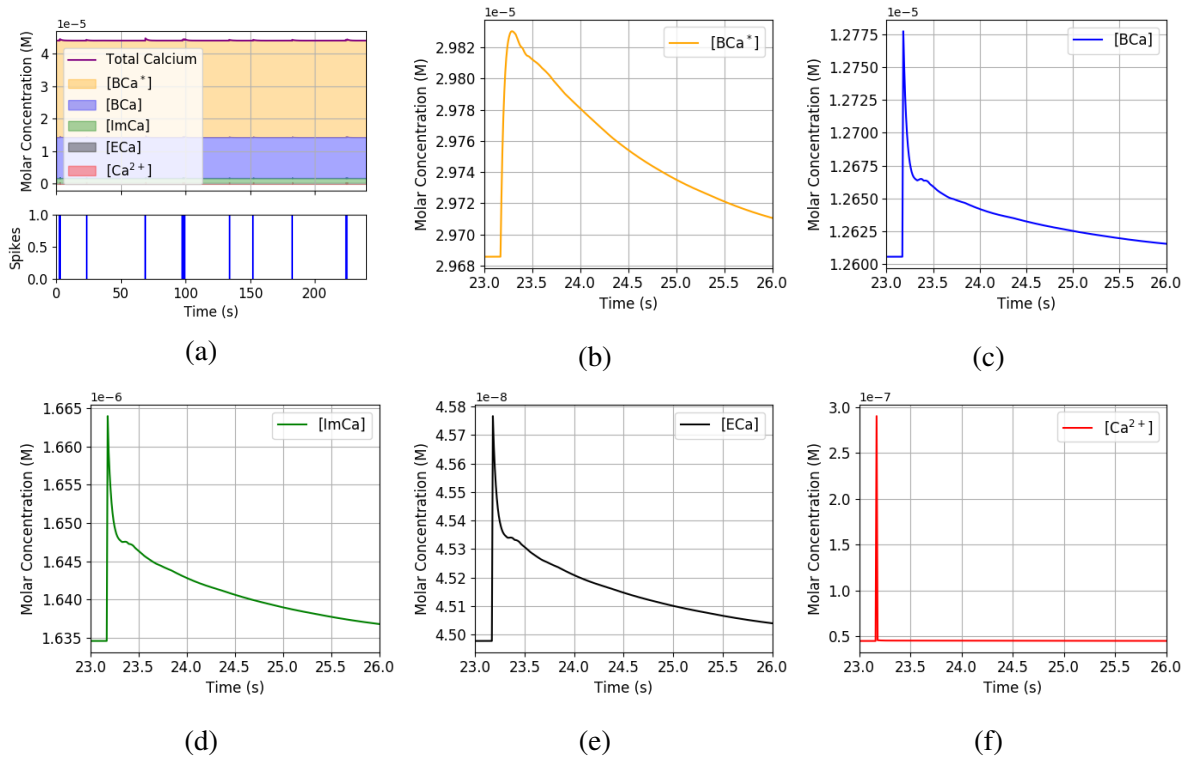 1e−5
Molar Concentration (M)
4
3
2
1
0
Total Calcium
[BCa*]
[BCa]
[ImCa]
[ECa]
[Ca²⁺]
Spikes
1.0
0.5
0.0
0 50 100 150 200
Time (s)
(a)
1e−5
Molar Concentration (M)
2.982
2.980
2.978
2.976
2.974
2.972
2.970
2.968
[BCa*]
23.0 23.5 24.0 24.5 25.0 25.5 26.0
Time (s)
(b)
1e−5
Molar Concentration (M)
1.2775
1.2750
1.2725
1.2700
1.2675
1.2650
1.2625
1.2600
[BCa]
23.0 23.5 24.0 24.5 25.0 25.5 26.0
Time (s)
(c)
1e−6
Molar Concentration (M)
1.665
1.660
1.655
1.650
1.645
1.640
1.635
[ImCa]
23.0 23.5 24.0 24.5 25.0 25.5 26.0
Time (s)
(d)
1e−8
Molar Concentration (M)
4.58
4.57
4.56
4.55
4.54
4.53
4.52
4.51
4.50
[ECa]
23.0 23.5 24.0 24.5 25.0 25.5 26.0
Time (s)
(e)
1e−7
Molar Concentration (M)
3.0
2.5
2.0
1.5
1.0
0.5
[Ca²⁺]
23.0 23.5 24.0 24.5 25.0 25.5 26.0
Time (s)
(f)